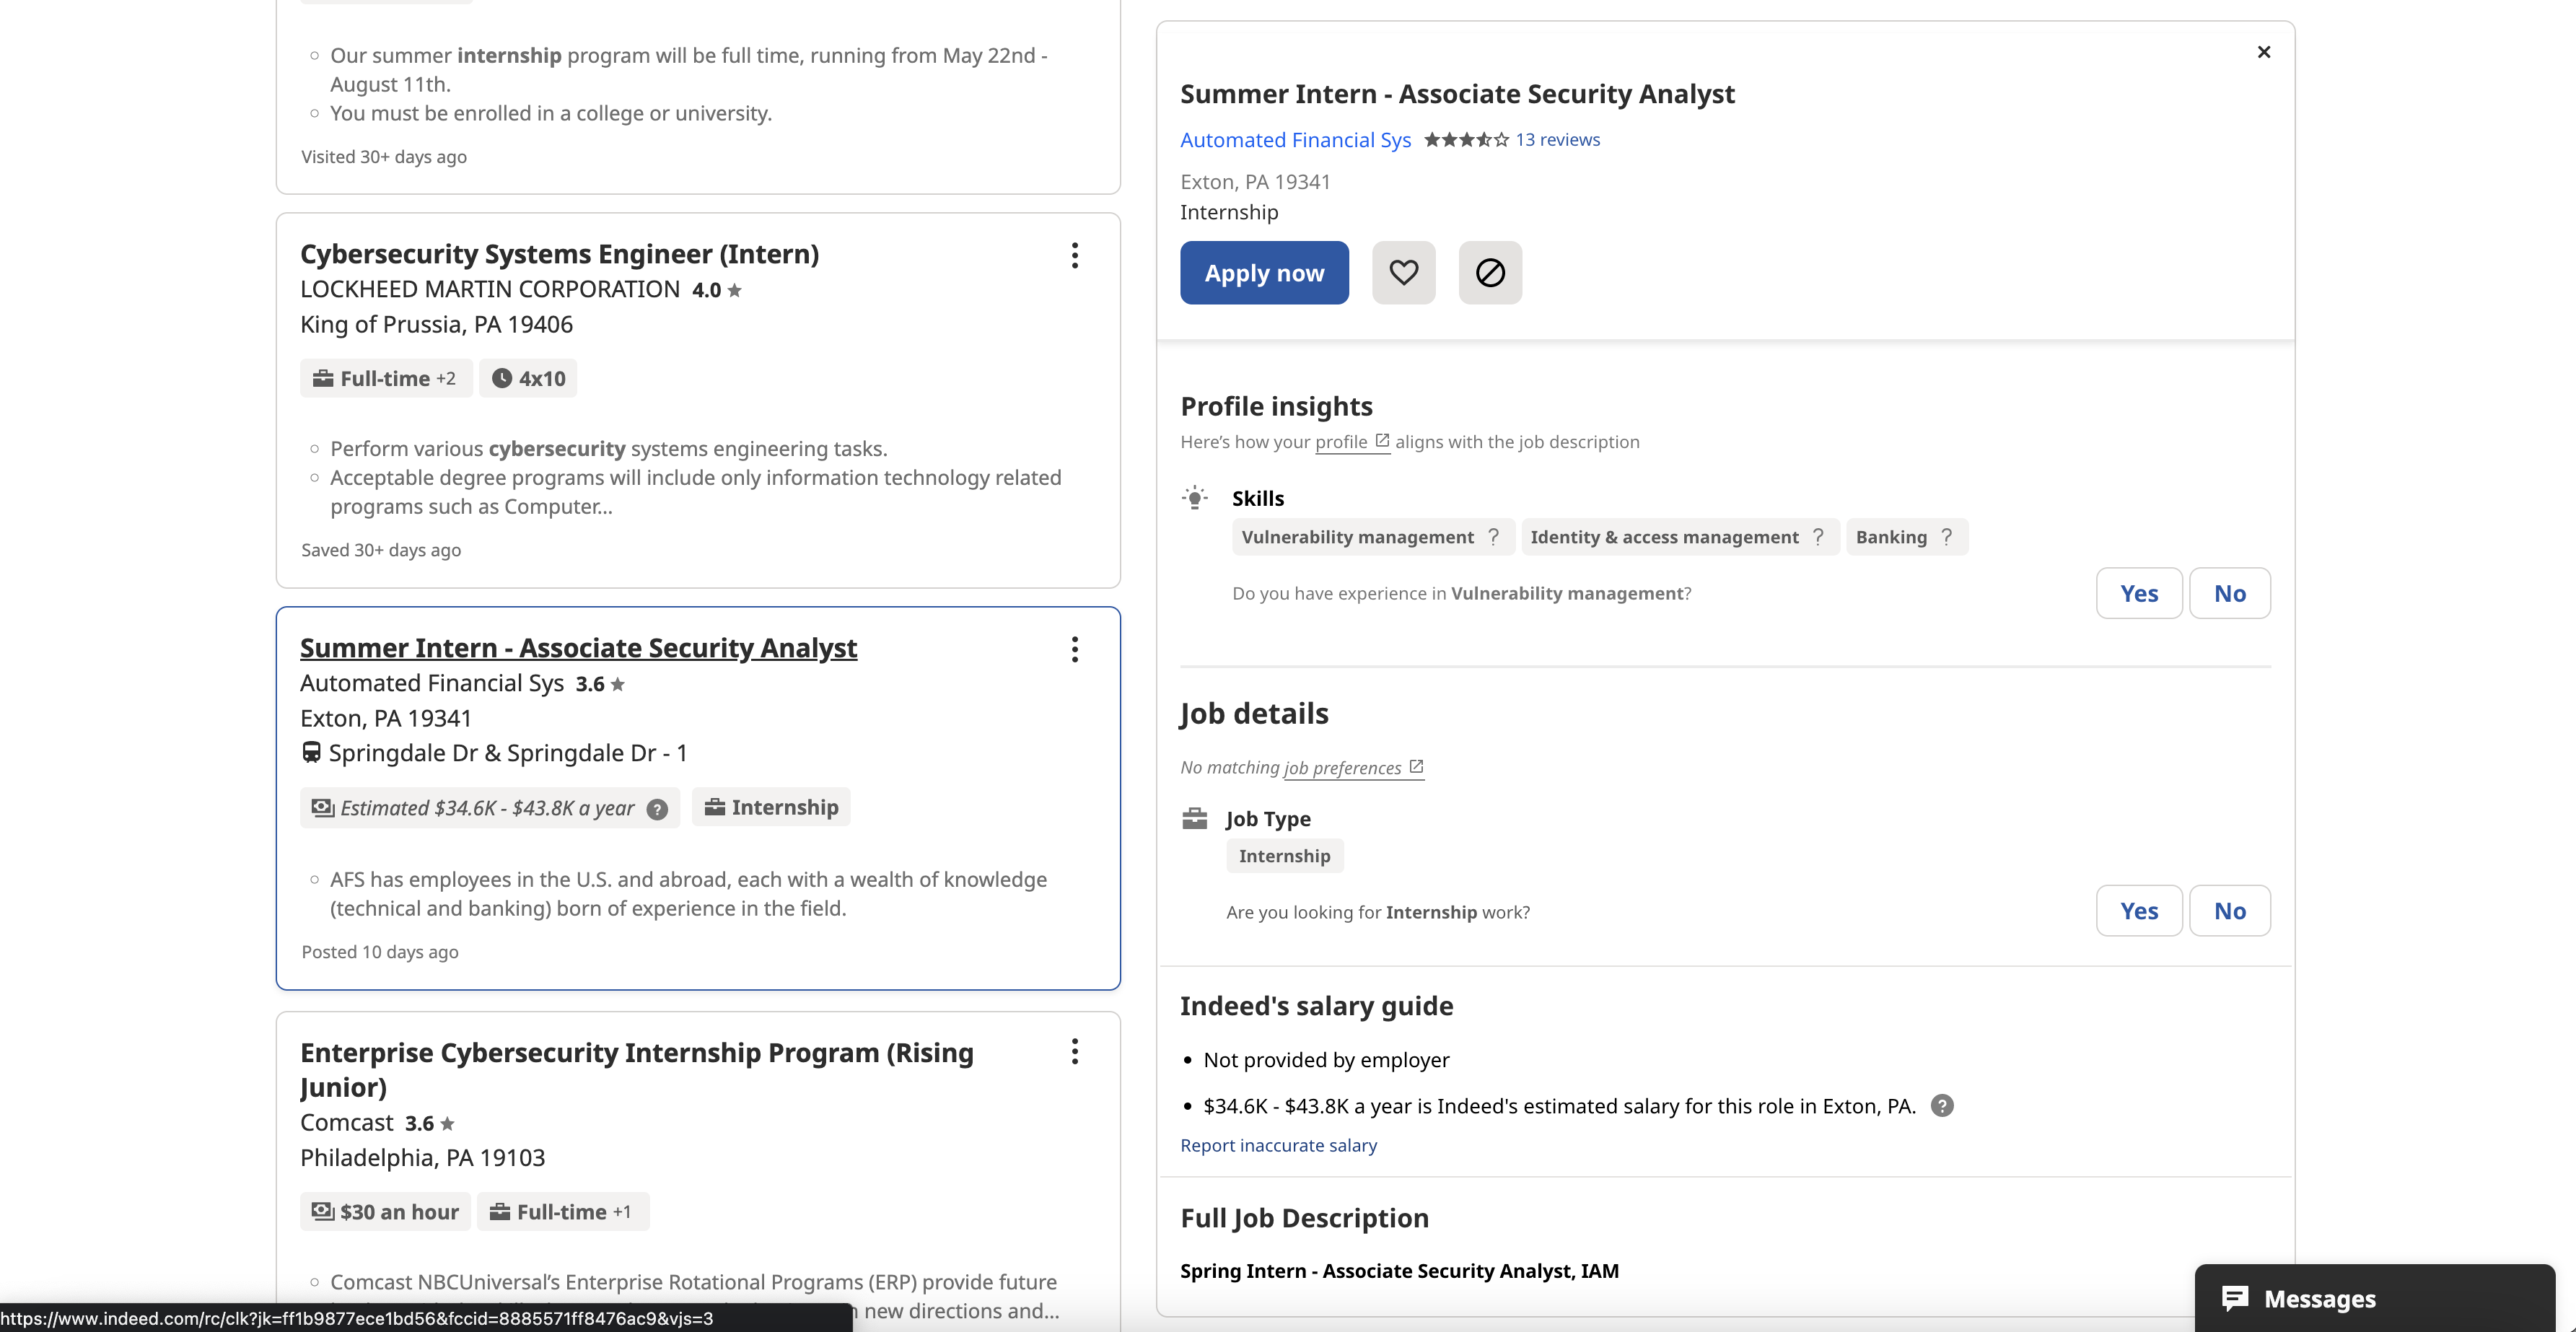 Our summer internship program will be full time, running from May 22nd -
August 11th.
You must be enrolled in a college or university.
Visited 30+ days ago
Cybersecurity Systems Engineer (Intern)
LOCKHEED MARTIN CORPORATION 4.0
King of Prussia, PA 19406
Full-time +2 4x10
Perform various cybersecurity systems engineering tasks.
Acceptable degree programs will include only information technology related
programs such as Computer...
Saved 30+ days ago
Summer Intern - Associate Security Analyst
Automated Financial Sys 3.6
Exton, PA 19341
Springdale Dr & Springdale Dr - 1
Estimated $34.6K - $43.8K a year ? Internship
AFS has employees in the U.S. and abroad, each with a wealth of knowledge
(technical and banking) born of experience in the field.
Posted 10 days ago
Enterprise Cybersecurity Internship Program (Rising
Junior)
Comcast 3.6
Philadelphia, PA 19103
$30 an hour Full-time +1
Comcast NBCUniversal's Enterprise Rotational Programs (ERP) provide future
new directions and...
https://www.indeed.com/rc/clk?jk=ff1b9877ece1bd56&fccid=8885571ff8476ac9&vjs=3
Summer Intern - Associate Security Analyst
Automated Financial Sys 13 reviews
Exton, PA 19341
Internship
Apply now
Profile insights
Here's how your profile aligns with the job description
Skills
Vulnerability management ? Identity & access management ? Banking ?
Do you have experience in Vulnerability management? Yes No
Job details
No matching job preferences
Job Type
Internship
Are you looking for Internship work? Yes No
Indeed's salary guide
• Not provided by employer
• $34.6K - $43.8K a year is Indeed's estimated salary for this role in Exton, PA. ?
Report inaccurate salary
Full Job Description
Spring Intern - Associate Security Analyst, IAM
Messages